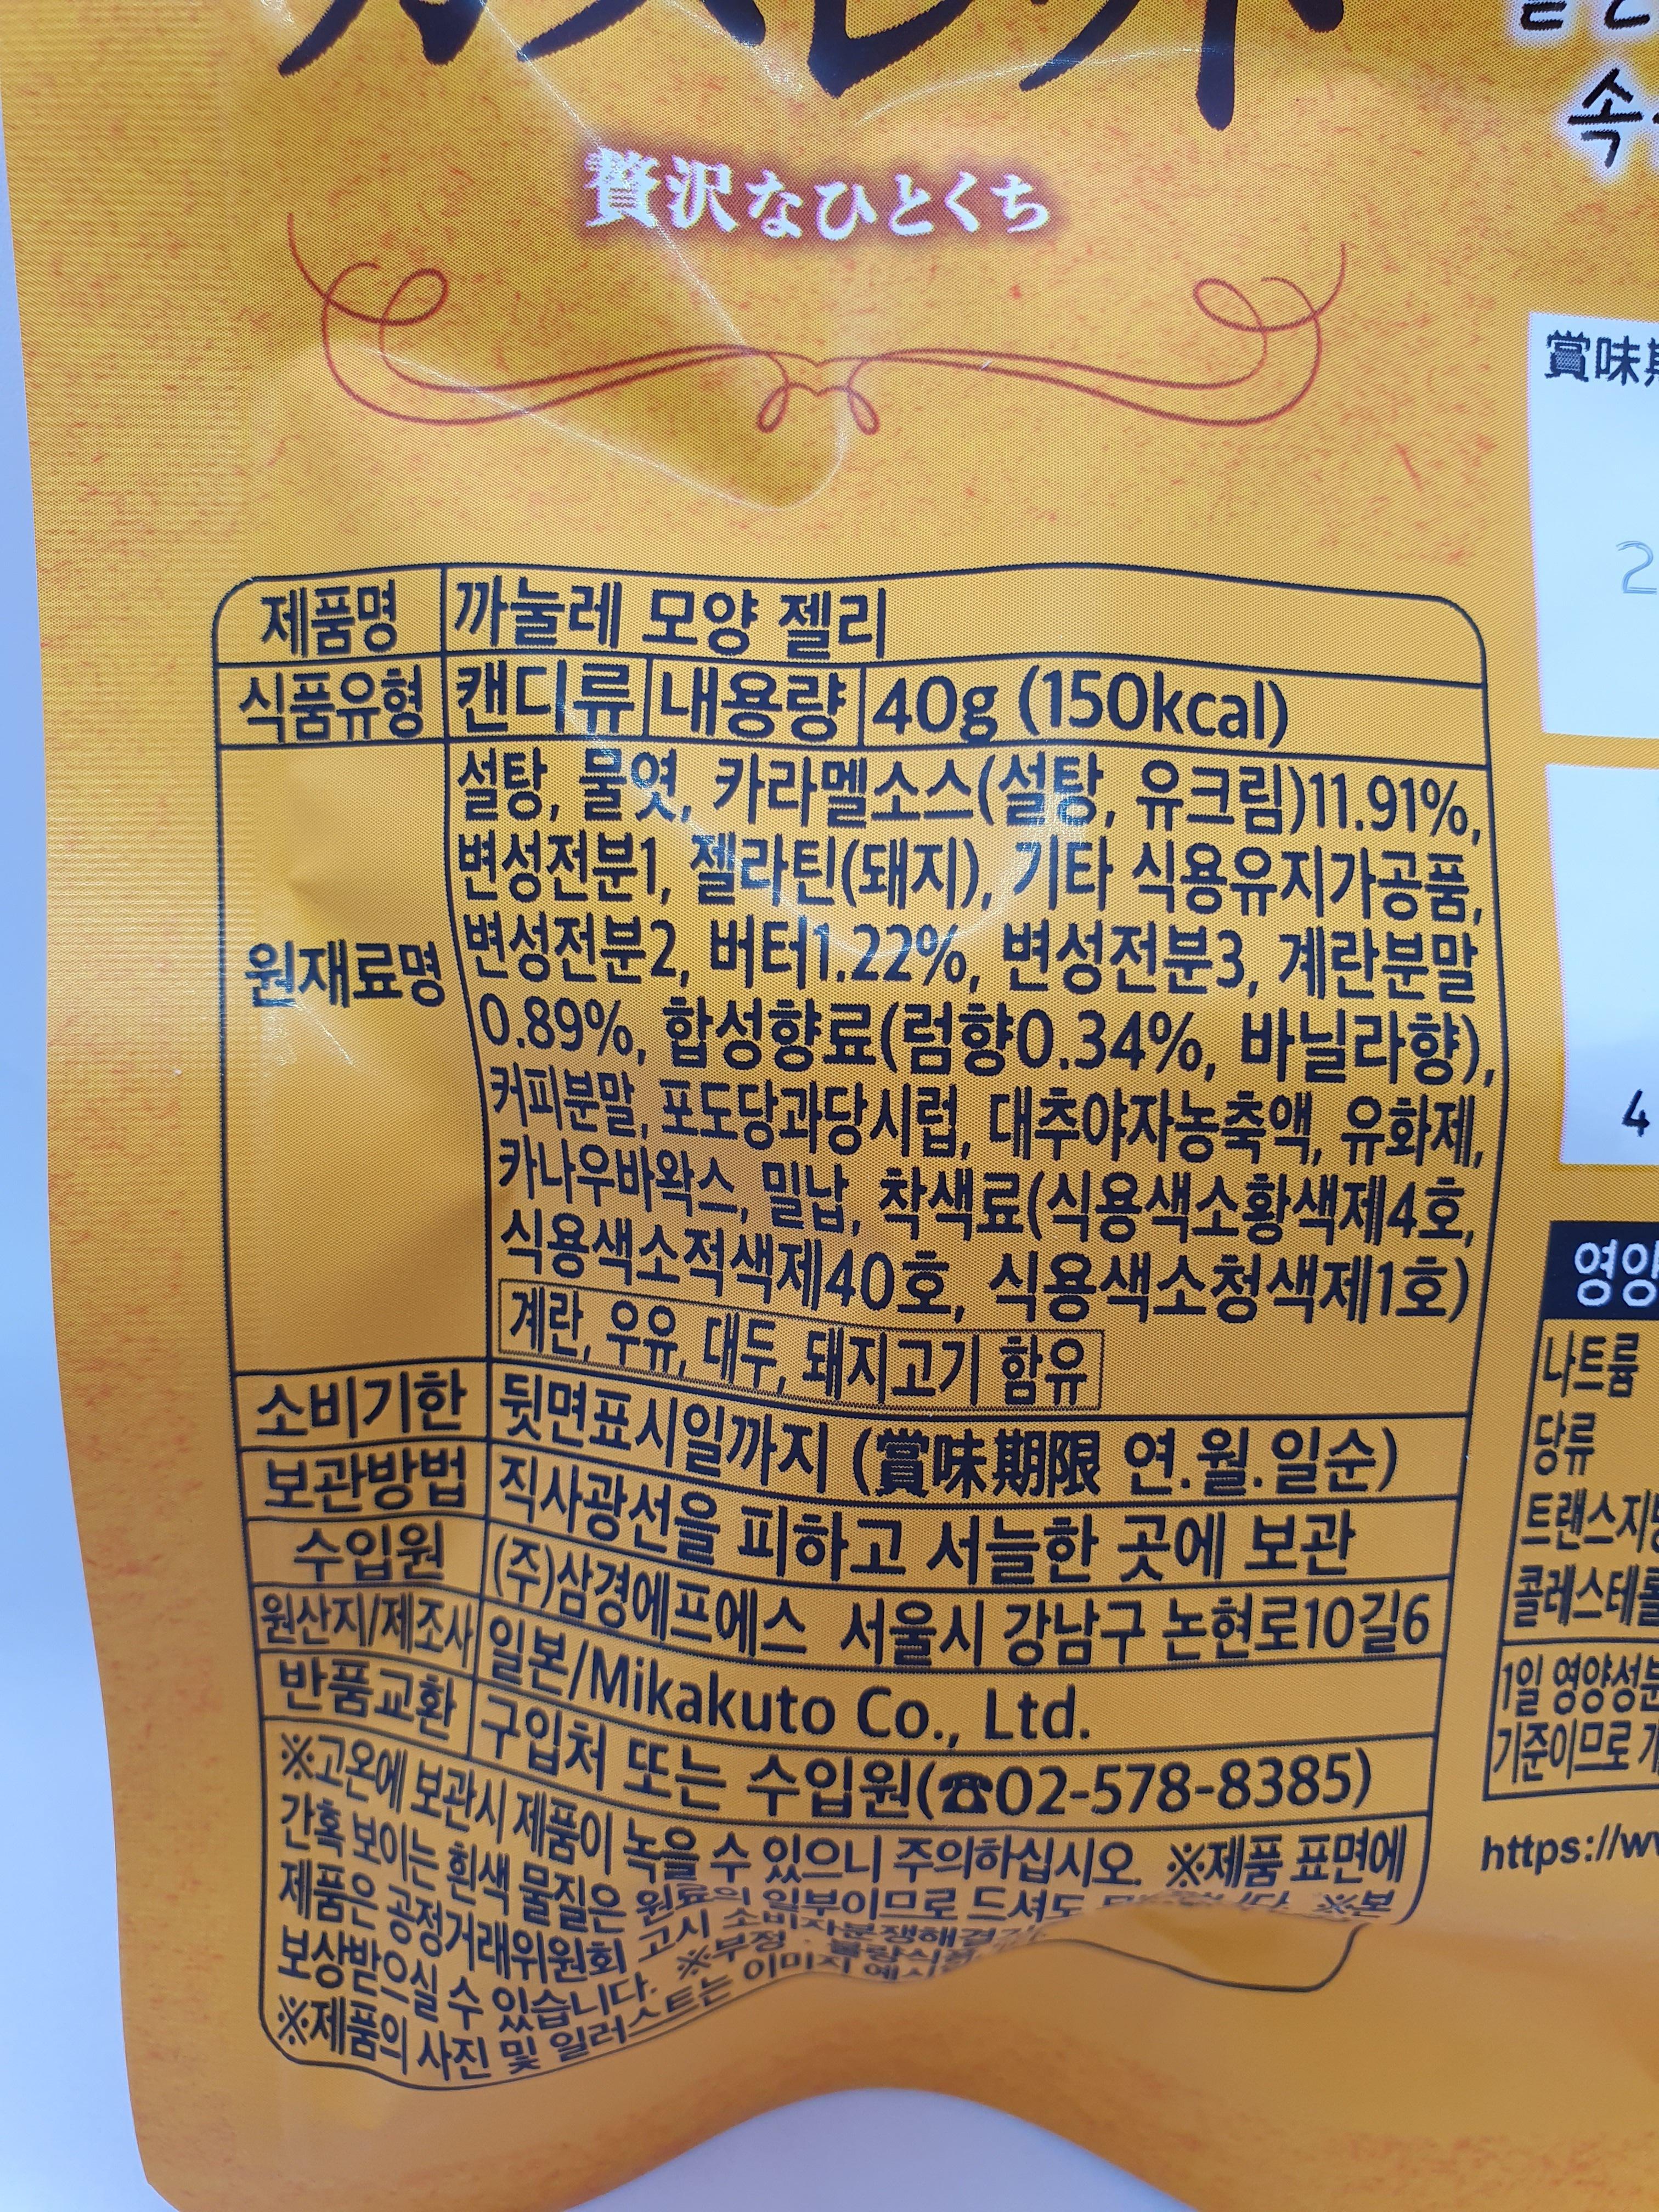 贅沢なひとくち
속
賞味
제품명 까눌레 모양 젤리
식품유형 캔디류 내용량 40g (150kcal)
원재료명
설탕, 물엿, 카라멜소스(설탕, 유크림)11.91%,
변성전분1, 젤라틴(돼지), 기타 식용유지가공품,
변성전분2, 버터1.22%, 변성전분3, 계란분말
0.89%, 합성향료(럼향0.34%, 바닐라향),
커피분말, 포도당과당시럽, 대추야자농축액, 유화제,
카나우바왁스, 밀납, 착색료(식용색소황색제4호,
식용색소적색제40호, 식용색소청색제1호)
계란, 우유, 대두, 돼지고기 함유
소비기한 뒷면표시일까지 (賞味期限 연.월.일순)
보관방법 직사광선을 피하고 서늘한 곳에 보관
수입원 (주)삼경에프에스 서울시 강남구 논현로10길6
원산지/제조사 일본/Mikakuto Co., Ltd.
반품교환 구입처 또는 수입원(☎02-578-8385)
※고온에 보관시 제품이 녹을 수 있으니 주의하십시오. ※제품 표면에
간혹 보이는 흰색 물질은 원료의 일부이므로 드셔도 ※본
제품은 공정거래위원회 고시 소비자분쟁해결
보상받으실 수 있습니다. ※부정·불량식품
※제품의 사진 및 일러스트는 이미지 예시
2
4
영양
나트륨
당류
트랜스지
콜레스테롤
1일 영양성분
기준이므로
https://w